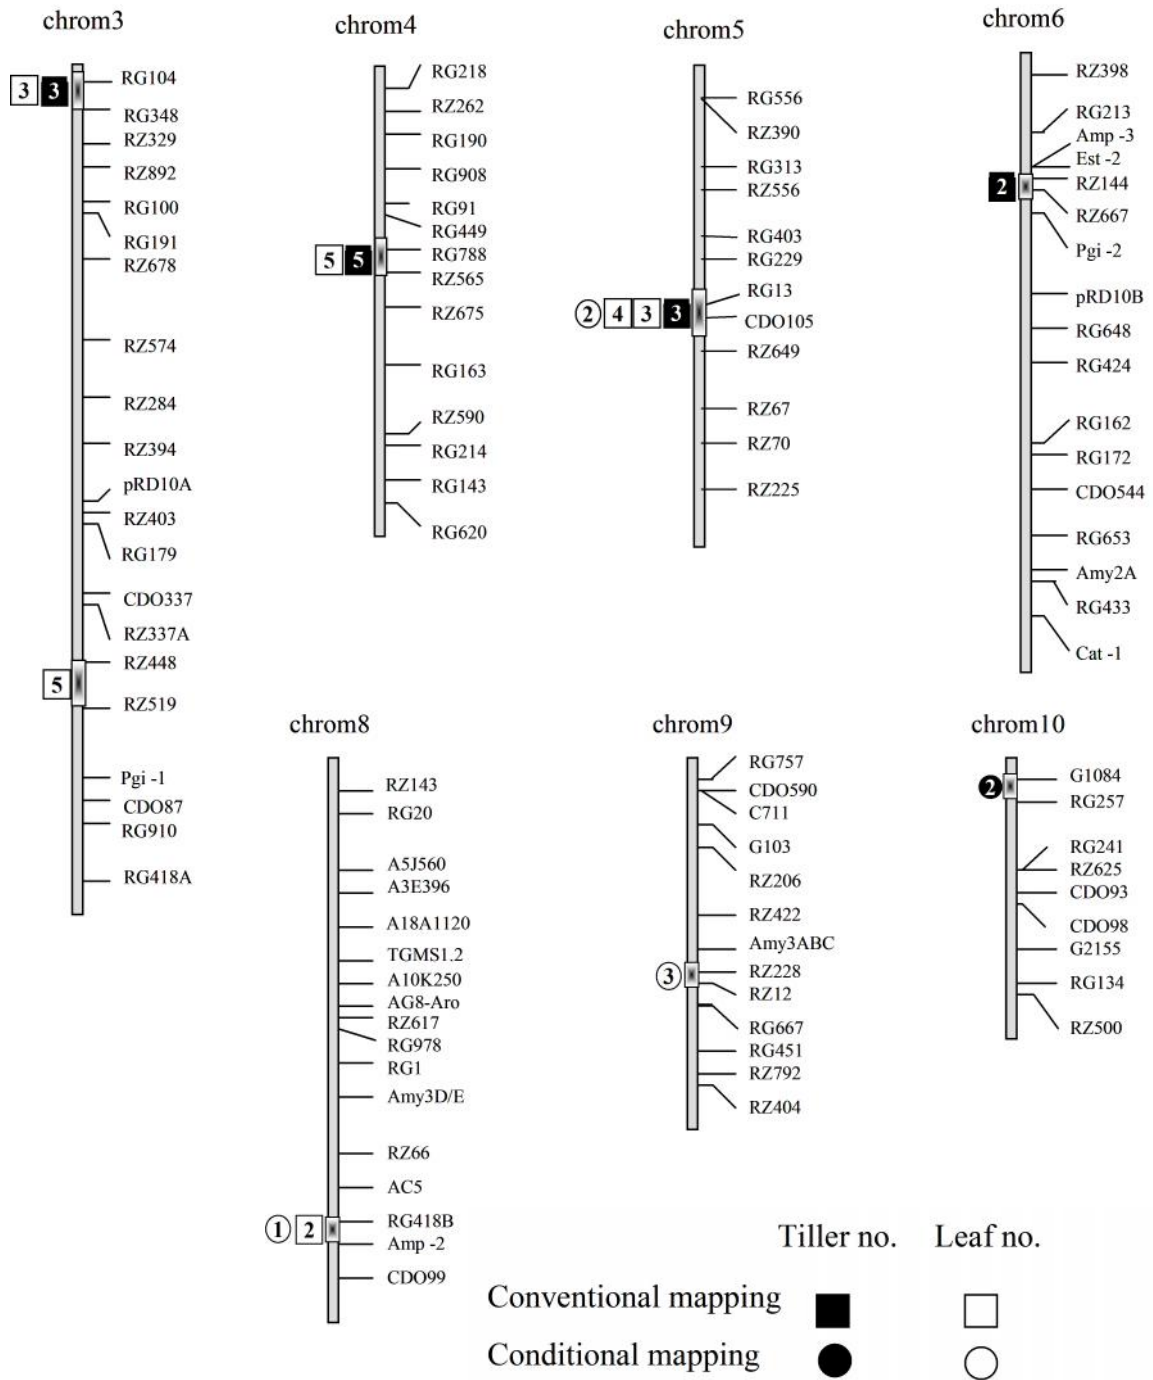 chrom3
3 3
RG104
RG348
RZ329
RZ892
RG100
RG191
RZ678
RZ574
RZ284
RZ394
pRD10A
RZ403
RG179
CDO337
RZ337A
RZ448
5
RZ519
Pgi -1
CDO87
RG910
RG418A
chrom4
RG218
RZ262
RG190
RG908
RG91
RG449
5 5
RG788
RZ565
RZ675
RG163
RZ590
RG214
RG143
RG620
chrom5
RG556
RZ390
RG313
RZ556
RG403
RG229
RG13
2 4 3 3
CDO105
RZ649
RZ67
RZ70
RZ225
chrom6
RZ398
RG213
Amp -3
Est -2
2
RZ144
RZ667
Pgi -2
pRD10B
RG648
RG424
RG162
RG172
CDO544
RG653
Amy2A
RG433
Cat -1
chrom8
RZ143
RG20
A5J560
A3E396
A18A1120
TGMS1.2
A10K250
AG8-Aro
RZ617
RG978
RG1
Amy3D/E
RZ66
AC5
RG418B
1 2
Amp -2
CDO99
chrom9
RG757
CDO590
C711
G103
RZ206
RZ422
Amy3ABC
3
RZ228
RZ12
RG667
RG451
RZ792
RZ404
chrom10
G1084
2
RG257
RG241
RZ625
CDO93
CDO98
G2155
RG134
RZ500
Tiller no. Leaf no.
Conventional mapping
Conditional mapping